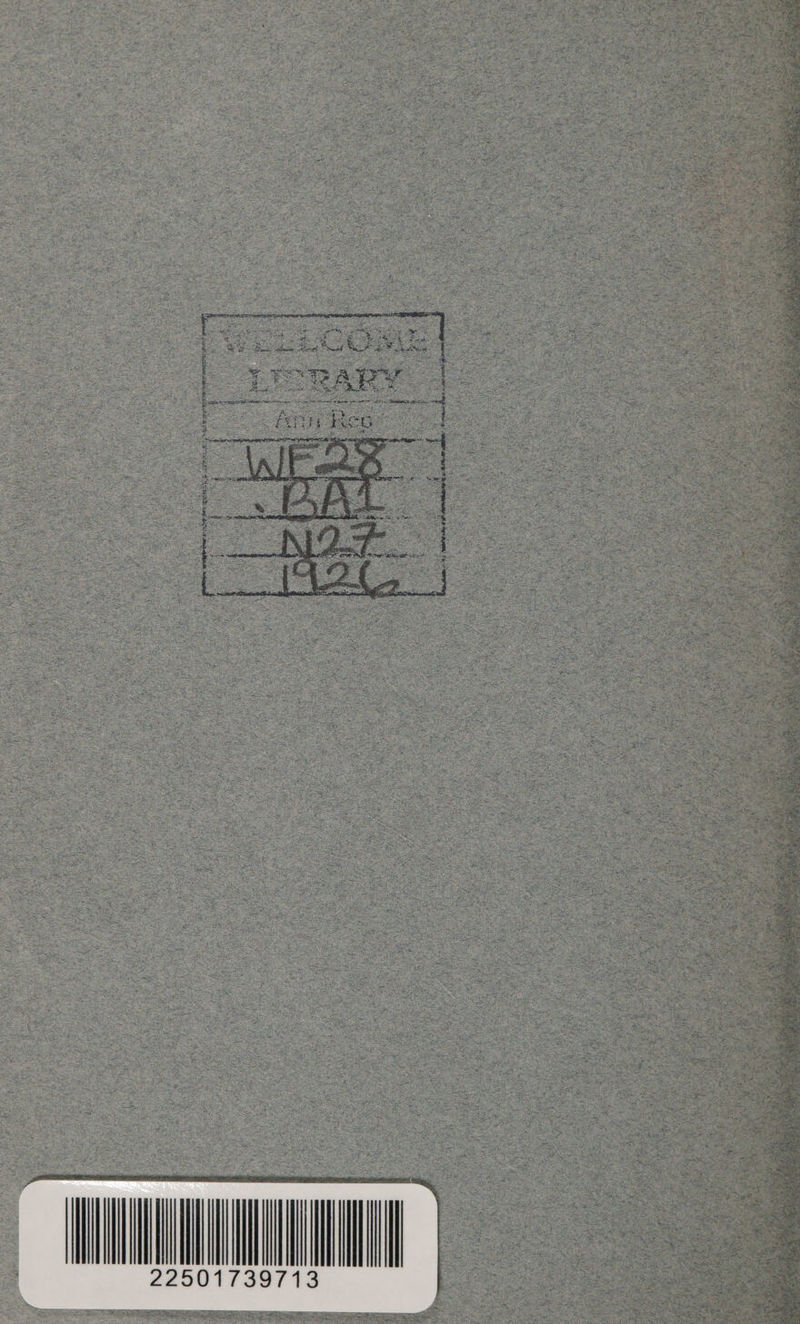 WELLCOME
LIBRARY
Ann Rep
WF28
.BA1
N27
1926
22501739713